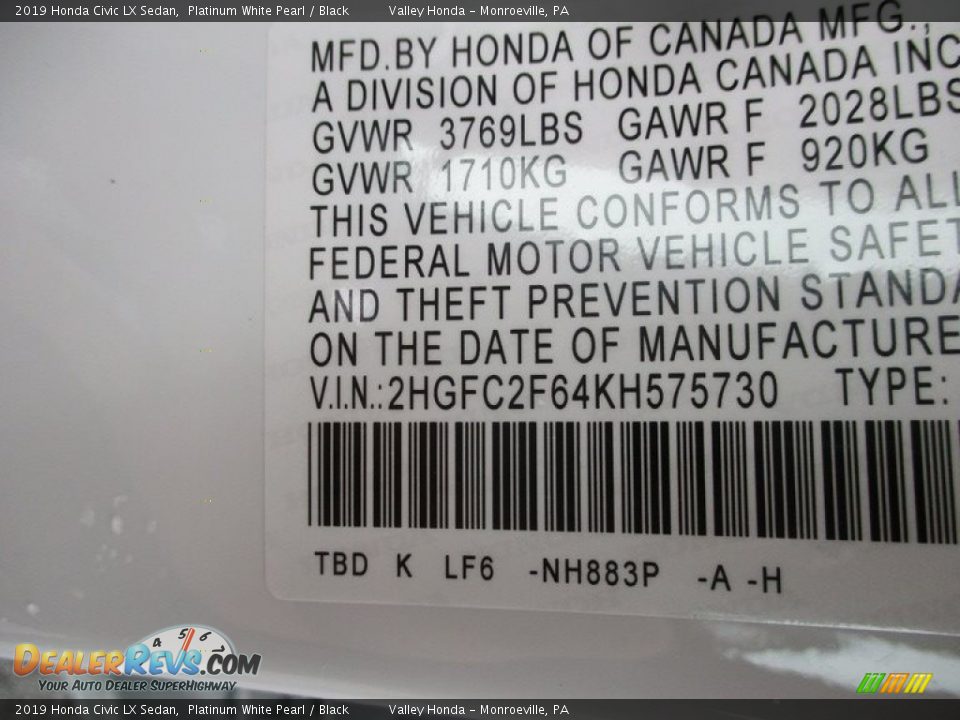 2019 Honda Civic LX Sedan, Platinum White Pearl / Black Valley Honda - Monroeville, PA
MFD.BY HONDA OF CANADA MFG.,
A DIVISION OF HONDA CANADA INC
GVWR 3769LBS GAWR F 2028LBS
GVWR 1710KG GAWR F 920KG
THIS VEHICLE CONFORMS TO ALL
FEDERAL MOTOR VEHICLE SAFET
AND THEFT PREVENTION STANDA
ON THE DATE OF MANUFACTURE
V.I.N.:2HGFC2F64KH575730 TYPE:
TBD K LF6 -NH883P -A -H
4 5 6
DEALERREVS.COM
YOUR AUTO DEALER SUPERHIGHWAY
2019 Honda Civic LX Sedan, Platinum White Pearl / Black Valley Honda - Monroeville, PA